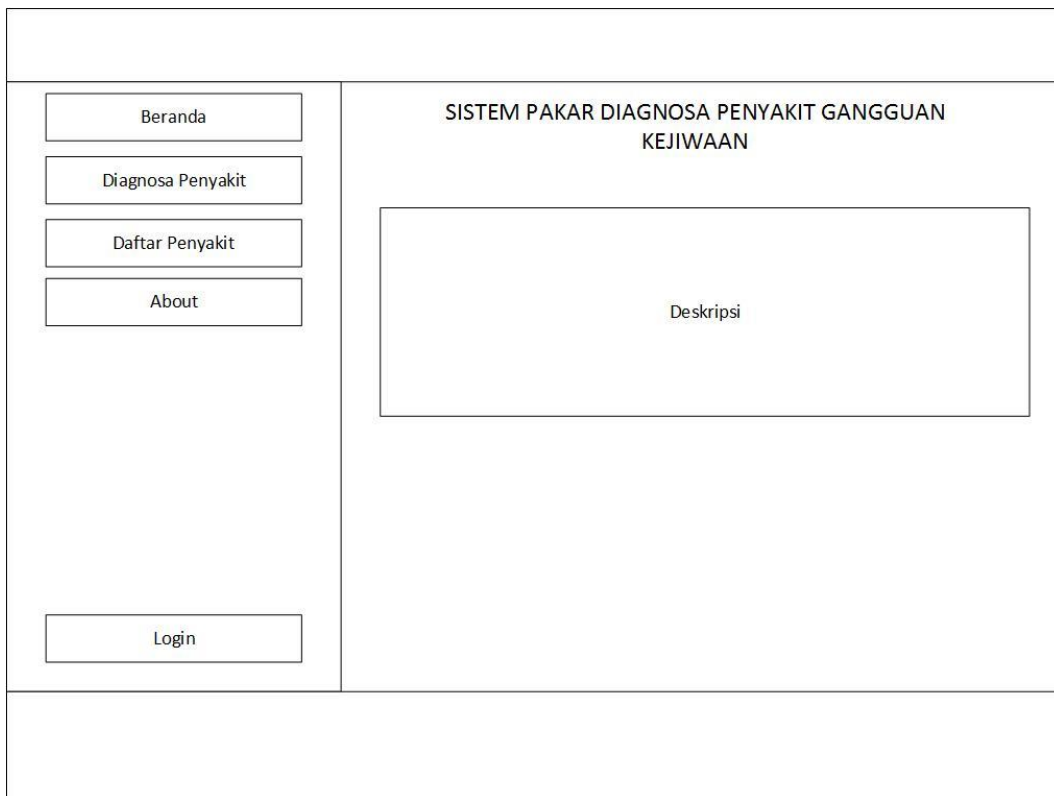 Beranda
Diagnosa Penyakit
Daftar Penyakit
About
Login
SISTEM PAKAR DIAGNOSA PENYAKIT GANGGUAN
KEJIWAAN
Deskripsi